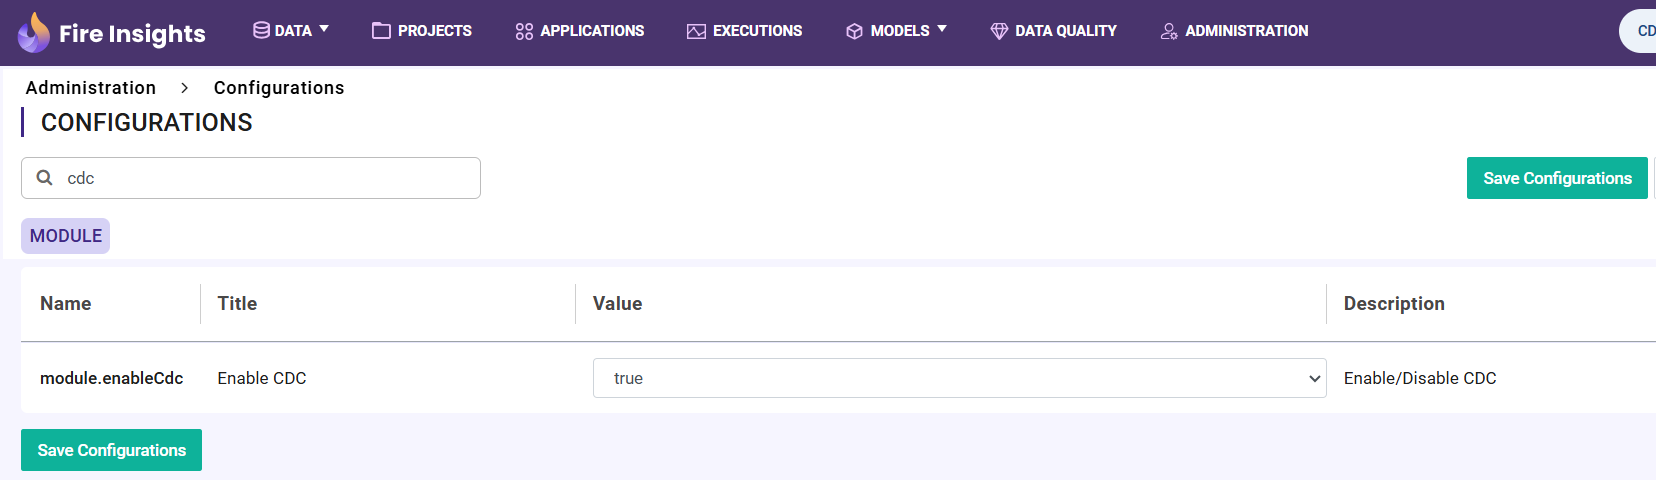 Fire Insights DATA PROJECTS APPLICATIONS EXECUTIONS MODELS DATA QUALITY ADMINISTRATION CD
Administration > Configurations
CONFIGURATIONS
cdc Save Configurations
MODULE
Name Title Value Description
module.enableCdc Enable CDC true Enable/Disable CDC
Save Configurations